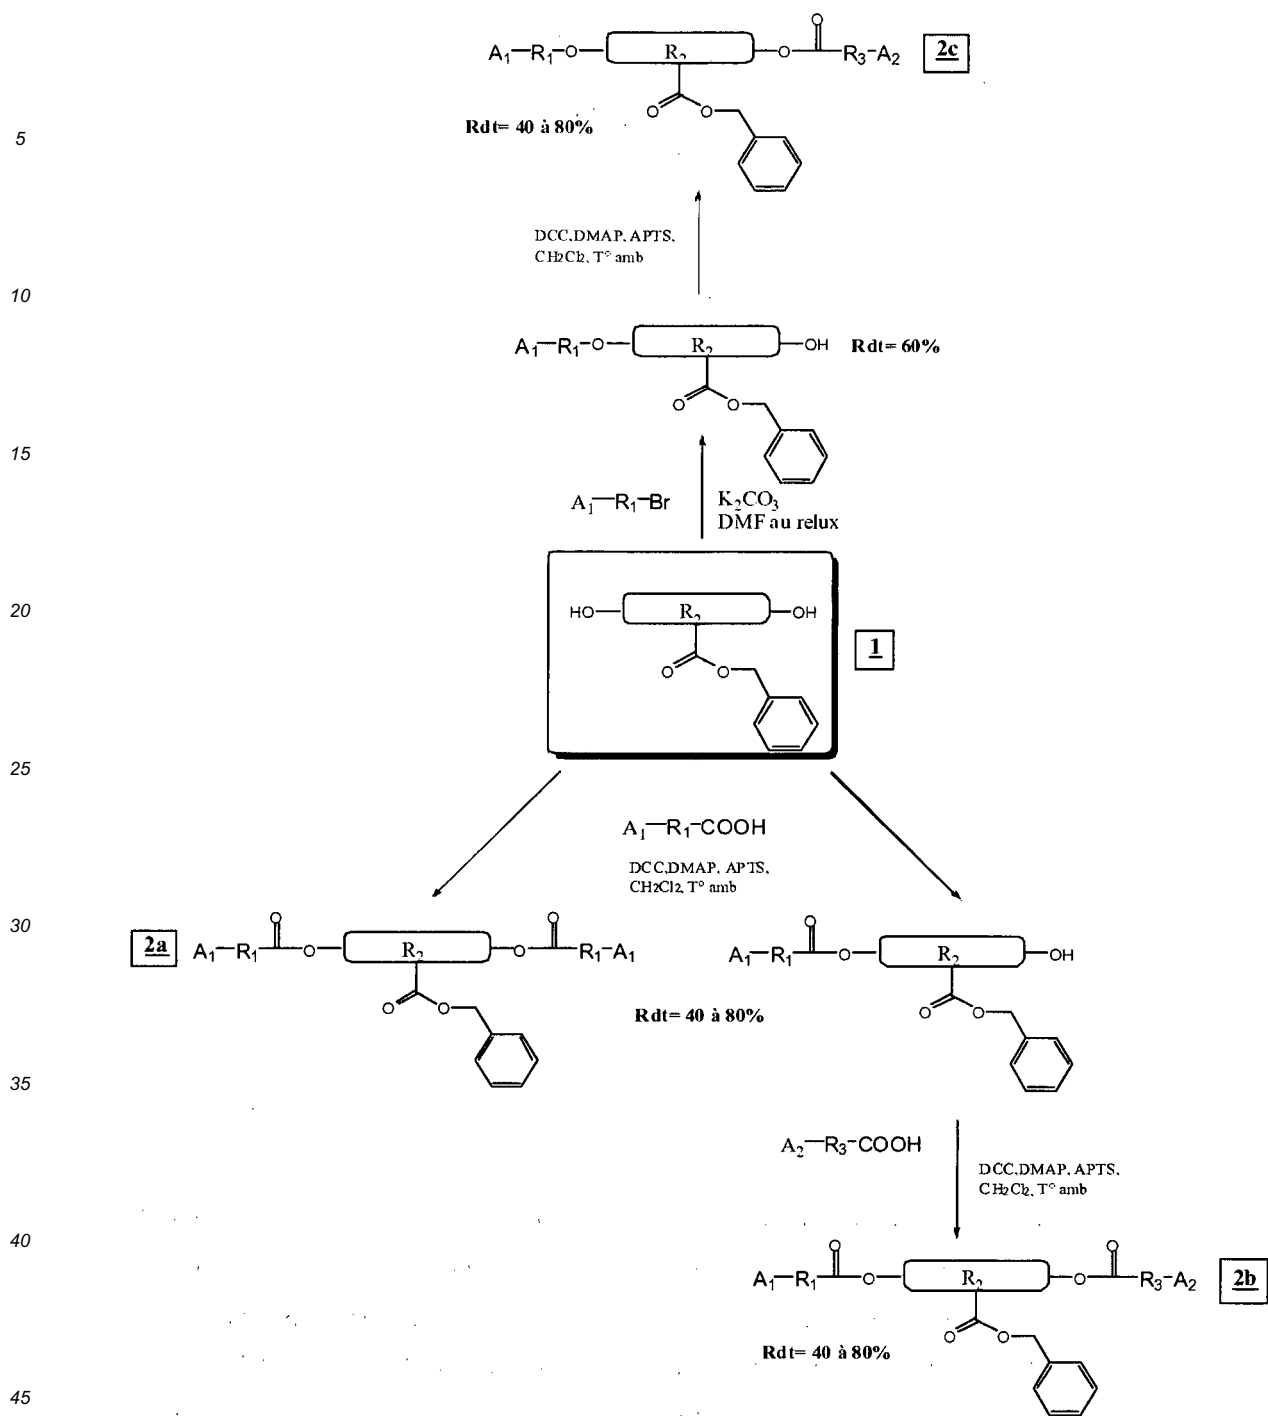 O
A1—R1—O R2 O R3—A2 2c
O O
Rdt= 40 à 80%
5
DCC,DMAP, APTS,
CH2Cl2, T° amb
10
A1—R1—O R2 OH Rdt= 60%
O O
15
A1—R1—Br K2CO3
DMF au relux
20
HO R2 OH
1
O O
25
A1—R1—COOH
DCC,DMAP, APTS,
CH2Cl2, T° amb
30
O O O
2a A1—R1 O R2 O R1—A1 A1—R1 O R2 OH
O O Rdt= 40 à 80% O O
35
A2—R3—COOH
DCC,DMAP, APTS,
CH2Cl2, T° amb
40
O O
A1—R1 O R2 O R3—A2 2b
O O
Rdt= 40 à 80%
45